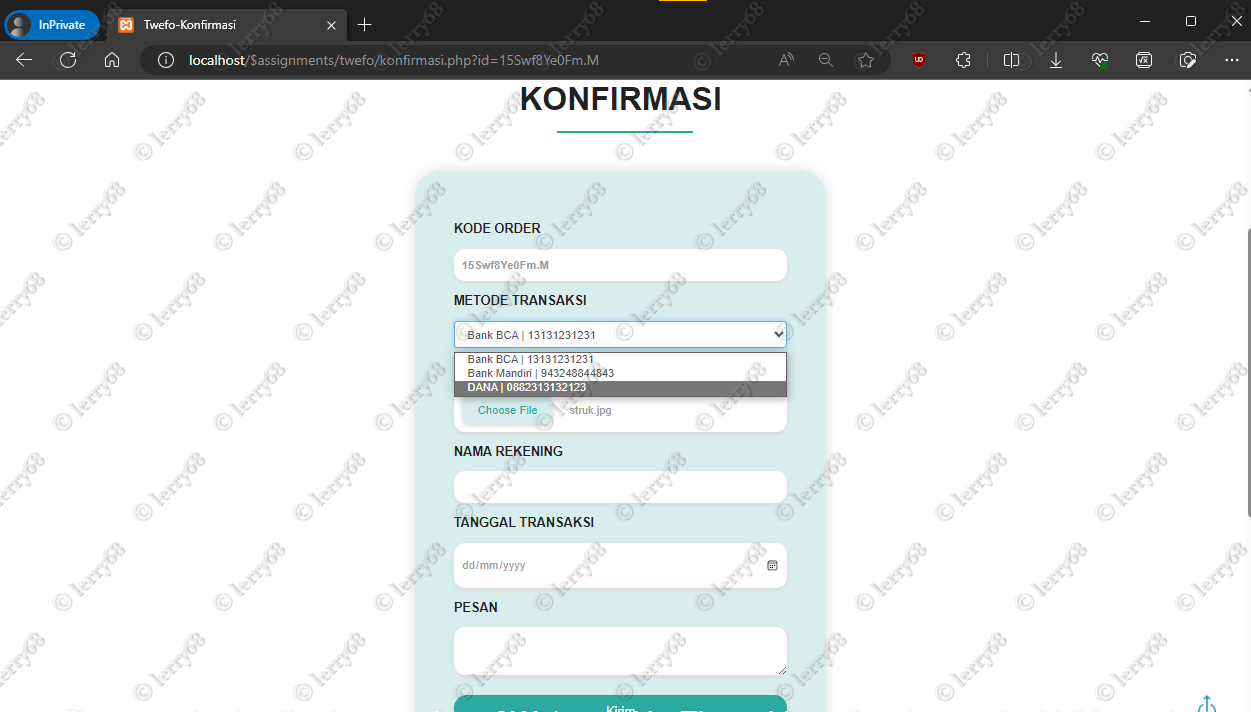 InPrivate
Twefo-Konfirmasi
localhost/$assignments/twefo/konfirmasi.php?id=15Swf8Ye0Fm.M
KONFIRMASI
KODE ORDER
15Swf8Ye0Fm.M
METODE TRANSAKSI
Bank BCA | 13131231231
Bank BCA | 13131231231
Bank Mandiri | 943248844843
DANA | 0882313132123
Choose File struk.jpg
NAMA REKENING
TANGGAL TRANSAKSI
dd/mm/yyyy
PESAN
Kirim
© lerry68